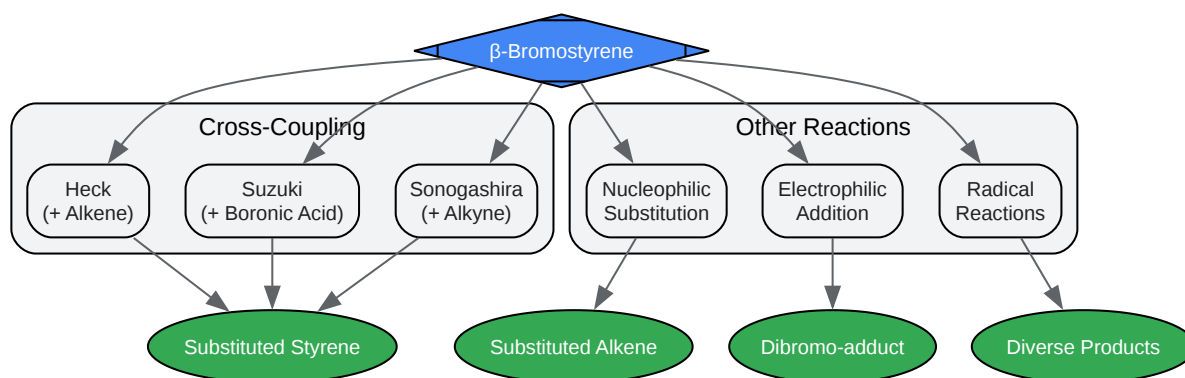 β-Bromostyrene
Cross-Coupling
Other Reactions
Heck
(+ Alkene)
Suzuki
(+ Boronic Acid)
Sonogashira
(+ Alkyne)
Nucleophilic
Substitution
Electrophilic
Addition
Radical
Reactions
Substituted Styrene
Substituted Alkene
Dibromo-adduct
Diverse Products